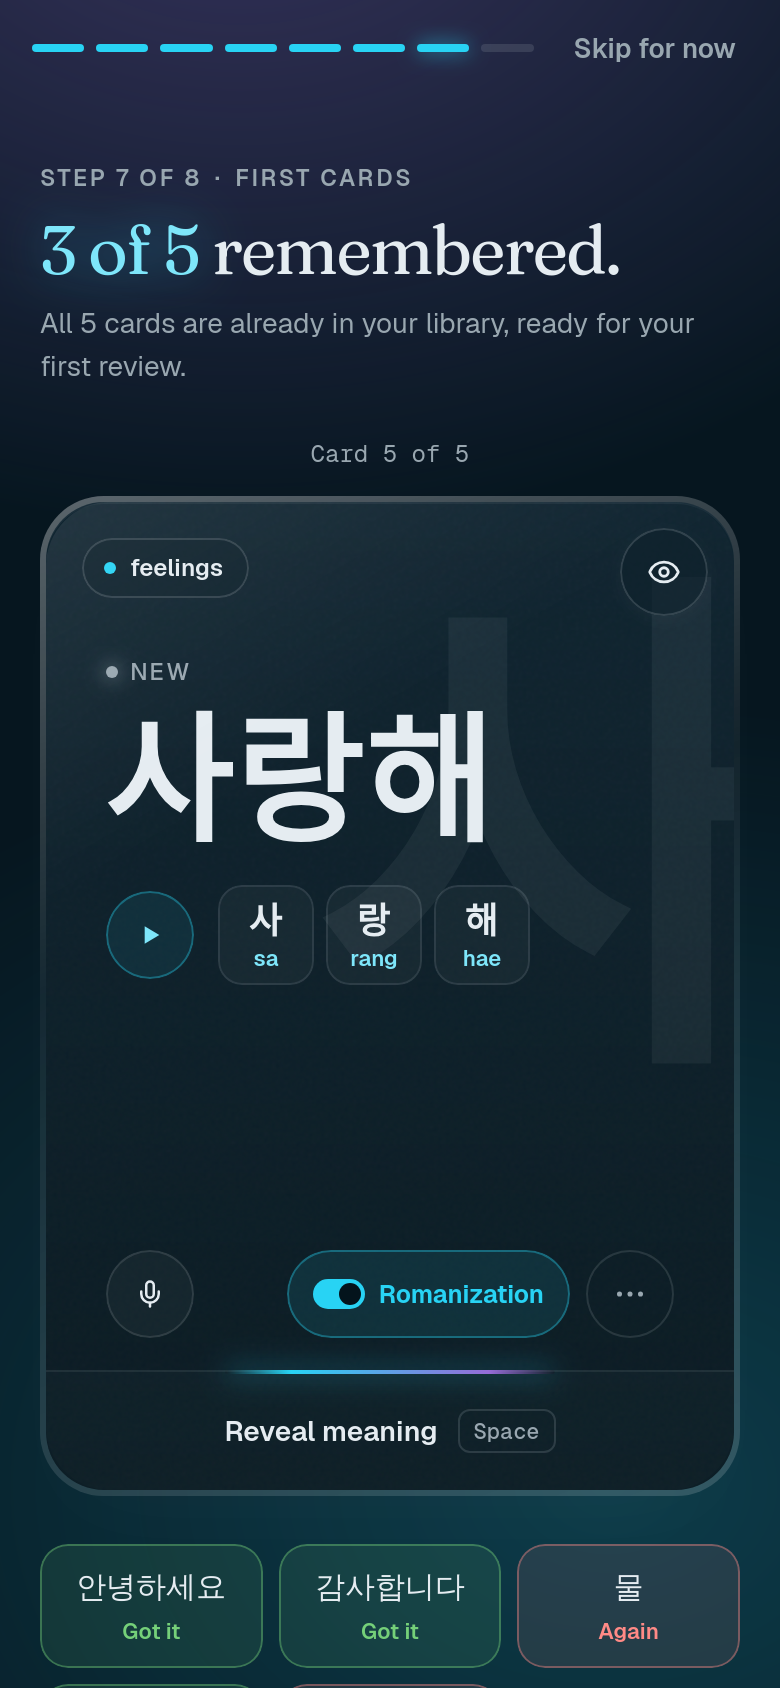 Skip for now
STEP 7 OF 8 · FIRST CARDS
3 of 5 remembered.
All 5 cards are already in your library, ready for your
first review.
Card 5 of 5
feelings
NEW
사랑해
사 랑 해
sa rang hae
Romanization
Reveal meaning Space
안녕하세요 감사합니다 물
Got it Got it Again